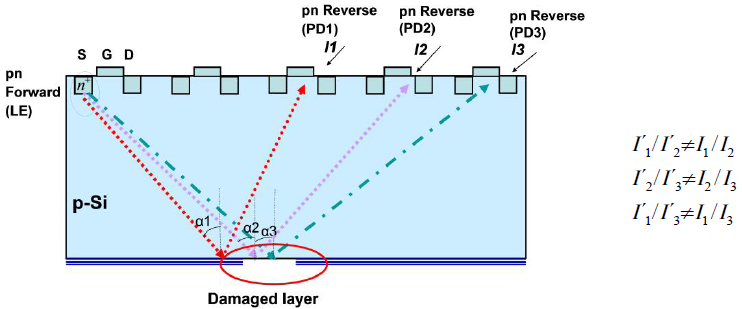 pn Reverse
(PD1)
I1
pn Reverse
(PD2)
I2
pn Reverse
(PD3)
I3
S G D
pn
Forward
(LE)
n+
p-Si
α1
α2
α3
Damaged layer
I′1/I′2≠I1/I2
I′2/I′3≠I2/I3
I′1/I′3≠I1/I3